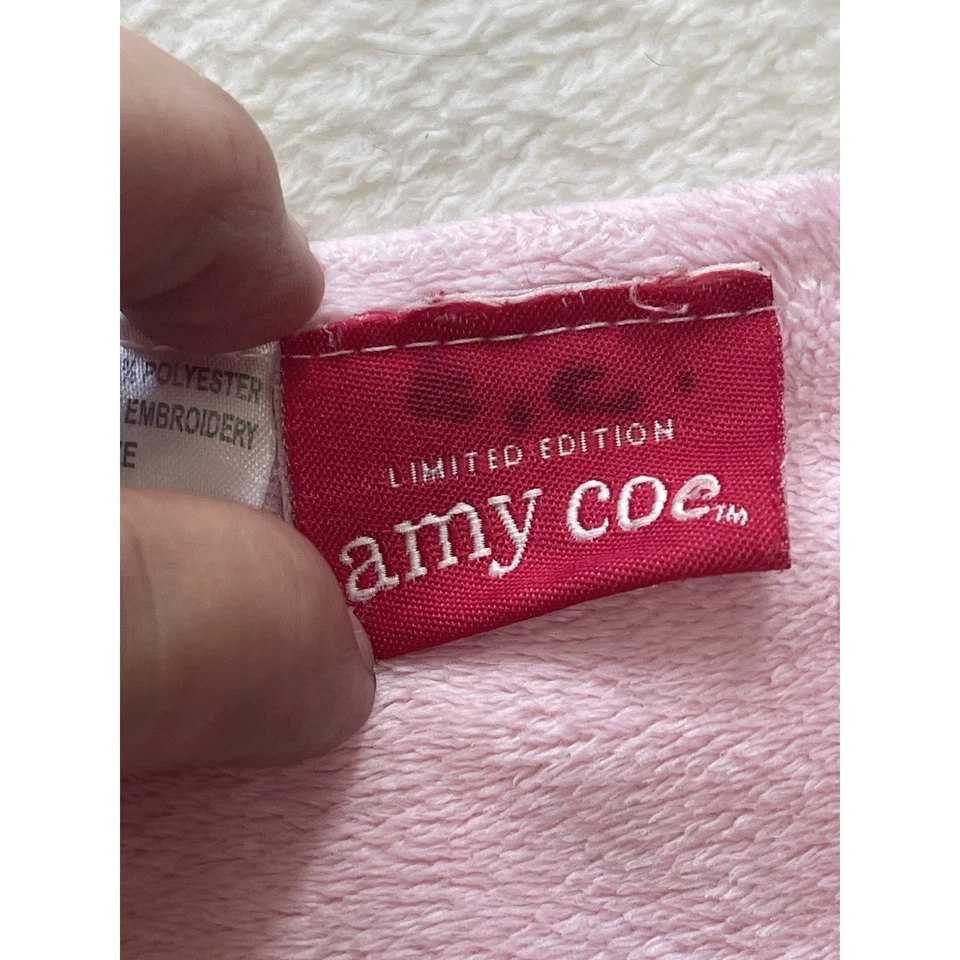 % POLYESTER
EMBROIDERY
LIMITED EDITION
amy coe™